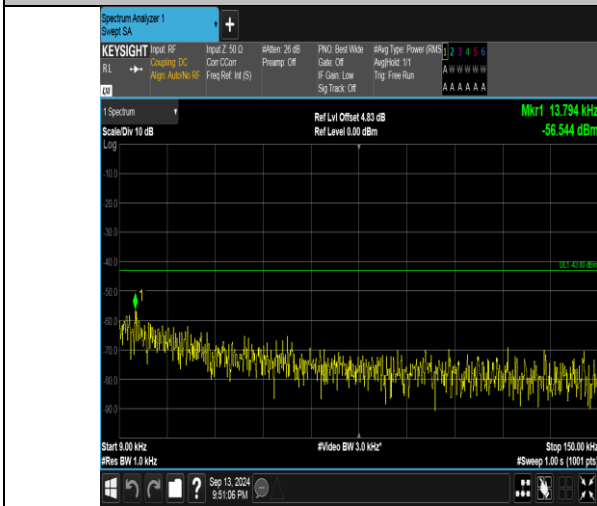 Spectrum Analyzer 1
Swept SA
+
KEYSIGHT Input: RF Input Z: 50 Ω #Atten: 26 dB PNO: Best Wide #Avg Type: Power (RMS 1 2 3 4 5 6
RL Coupling: DC Corr CCorr Preamp: Off Gate: Off Avg|Hold: 1/1 A W W W W W
Align: Auto/No RF Freq Ref: Int (S) IF Gain: Low Trig: Free Run
Sig Track: Off A A A A A A
1 Spectrum Ref Lvl Offset 4.83 dB Mkr1 13.794 kHz
Scale/Div 10 dB Ref Level 0.00 dBm -56.544 dBm
Log
-10.0
-20.0
-30.0
-40.0
DL1 -43.00 dBm
-50.0
1
-60.0
-70.0
-80.0
-90.0
Start 9.00 kHz #Video BW 3.0 kHz* Stop 150.00 kHz
#Res BW 1.0 kHz #Sweep 1.00 s (1001 pts)
? Sep 13, 2024
9:51:06 PM